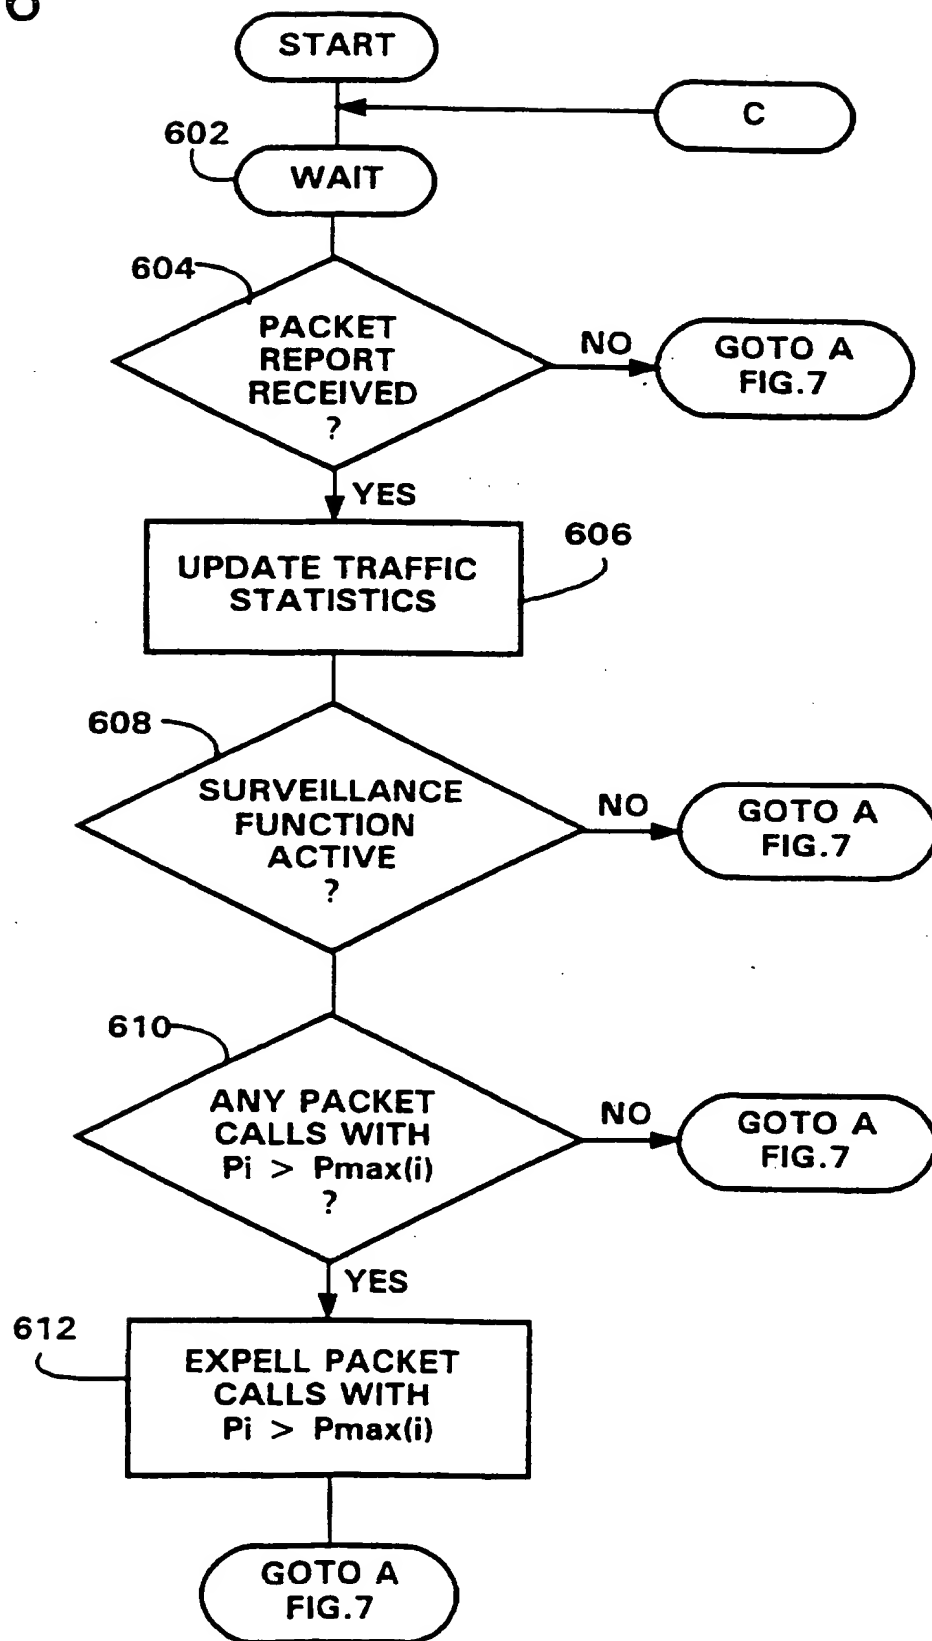 START
C
602
WAIT
604
PACKET
REPORT
RECEIVED
?
NO
GOTO A
FIG.7
YES
606
UPDATE TRAFFIC
STATISTICS
608
SURVEILLANCE
FUNCTION
ACTIVE
?
NO
GOTO A
FIG.7
610
ANY PACKET
CALLS WITH
Pi > Pmax(i)
?
NO
GOTO A
FIG.7
YES
612
EXPELL PACKET
CALLS WITH
Pi > Pmax(i)
GOTO A
FIG.7